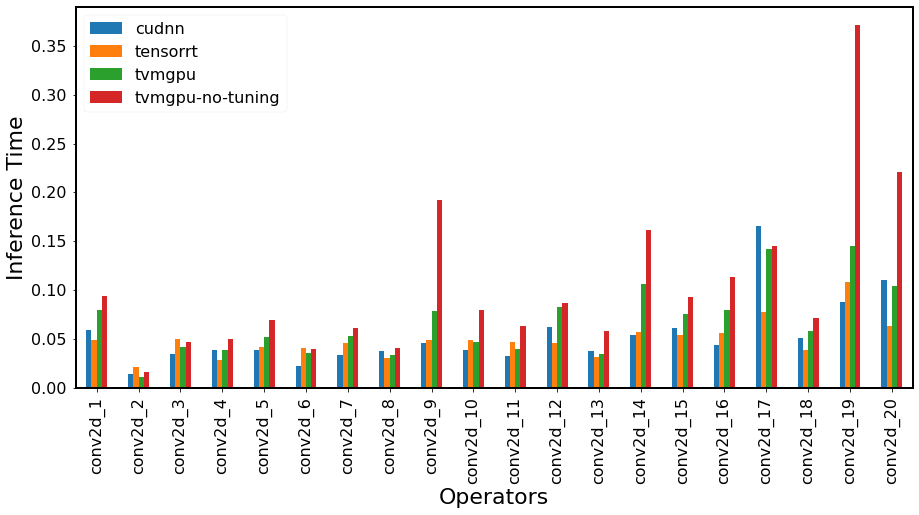 cudnn
tensorrt
tvmgpu
tvmgpu-no-tuning
Inference Time
0.35
0.30
0.25
0.20
0.15
0.10
0.05
0.00
conv2d_1
conv2d_2
conv2d_3
conv2d_4
conv2d_5
conv2d_6
conv2d_7
conv2d_8
conv2d_9
conv2d_10
conv2d_11
conv2d_12
conv2d_13
conv2d_14
conv2d_15
conv2d_16
conv2d_17
conv2d_18
conv2d_19
conv2d_20
Operators